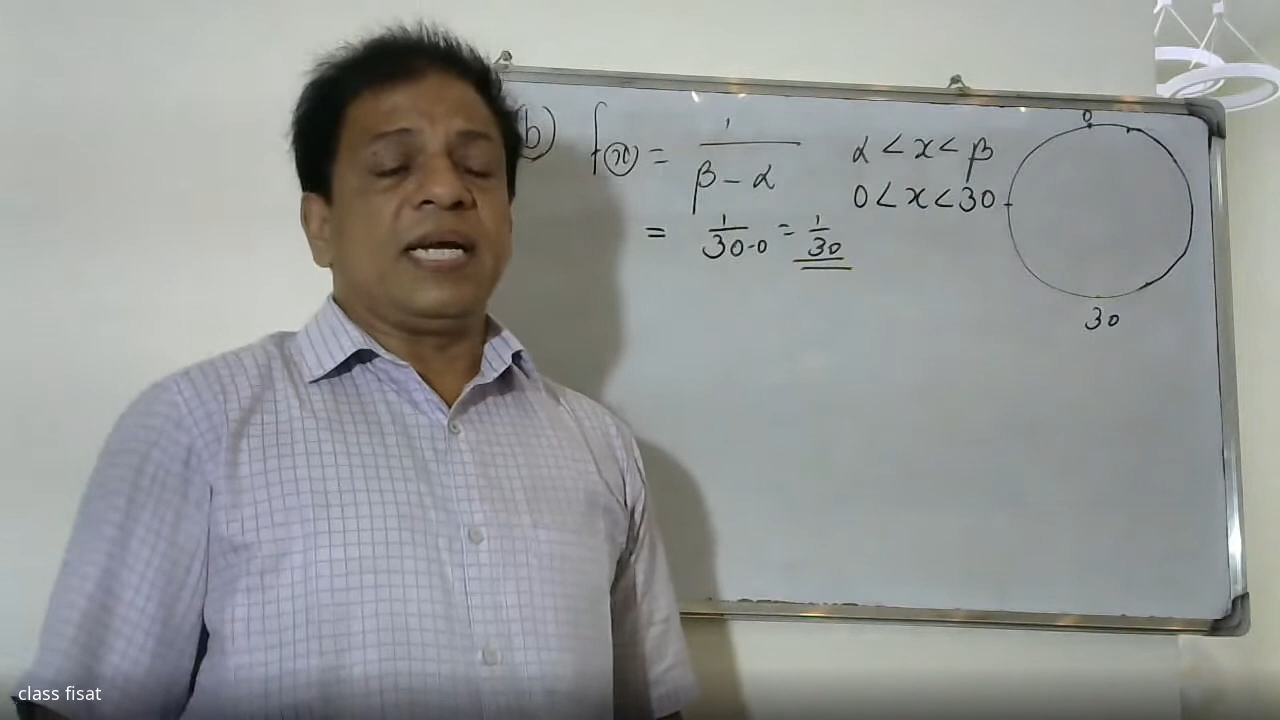 b) f(x) = 1 / (β - α)   α < x < β
0 < x < 30
= 1 / (30-0) = 1 / 30
0
30
class fisat